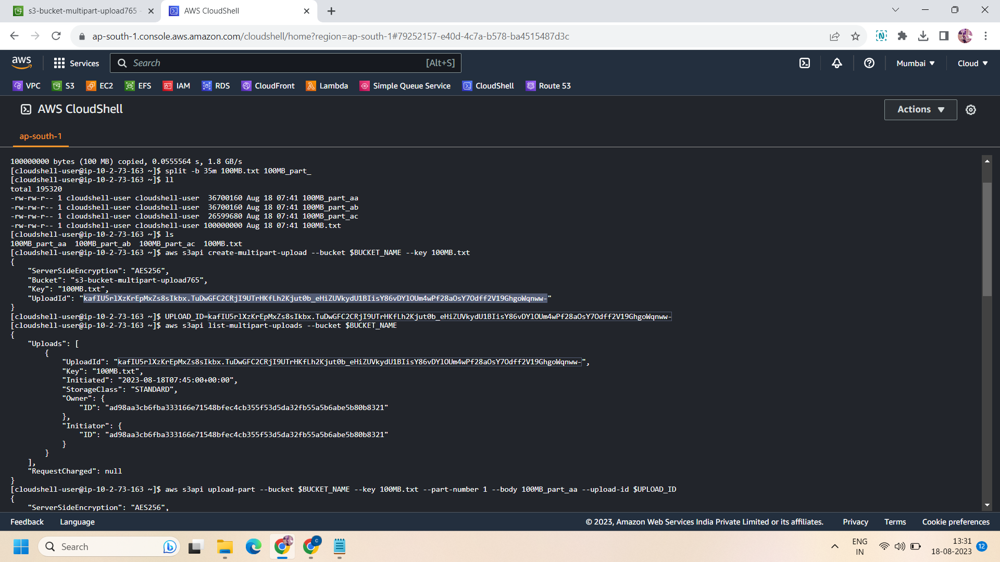 s3-bucket-multipart-upload765 -
AWS CloudShell
ap-south-1.console.aws.amazon.com/cloudshell/home?region=ap-south-1#79252157-e40d-4c7a-b578-ba4515487d3c
aws
Services
Search
[Alt+S]
Mumbai
Cloud
VPC
S3
EC2
EFS
IAM
RDS
CloudFront
Lambda
Simple Queue Service
CloudShell
Route 53
AWS CloudShell
Actions
ap-south-1
100000000 bytes (100 MB) copied, 0.0555564 s, 1.8 GB/s
[cloudshell-user@ip-10-2-73-163 ~]$ split -b 35m 100MB.txt 100MB_part_
[cloudshell-user@ip-10-2-73-163 ~]$ ll
total 195320
-rw-rw-r-- 1 cloudshell-user cloudshell-user  36700160 Aug 18 07:41 100MB_part_aa
-rw-rw-r-- 1 cloudshell-user cloudshell-user  36700160 Aug 18 07:41 100MB_part_ab
-rw-rw-r-- 1 cloudshell-user cloudshell-user  26599680 Aug 18 07:41 100MB_part_ac
-rw-rw-r-- 1 cloudshell-user cloudshell-user 100000000 Aug 18 07:41 100MB.txt
[cloudshell-user@ip-10-2-73-163 ~]$ ls
100MB_part_aa  100MB_part_ab  100MB_part_ac  100MB.txt
[cloudshell-user@ip-10-2-73-163 ~]$ aws s3api create-multipart-upload --bucket $BUCKET_NAME --key 100MB.txt
{
    "ServerSideEncryption": "AES256",
    "Bucket": "s3-bucket-multipart-upload765",
    "Key": "100MB.txt",
    "UploadId": "kafIU5rlXzKrEpMxZs8sIkbx.TuDwGFC2CRjI9UTrHKfLh2Kjut0b_eHiZUVkydU1BIisY86vDYlOUm4wPf28aOsY7Odff2V19GhgoWqnww-"
}
[cloudshell-user@ip-10-2-73-163 ~]$ UPLOAD_ID=kafIU5rlXzKrEpMxZs8sIkbx.TuDwGFC2CRjI9UTrHKfLh2Kjut0b_eHiZUVkydU1BIisY86vDYlOUm4wPf28aOsY7Odff2V19GhgoWqnww-
[cloudshell-user@ip-10-2-73-163 ~]$ aws s3api list-multipart-uploads --bucket $BUCKET_NAME
{
    "Uploads": [
        {
            "UploadId": "kafIU5rlXzKrEpMxZs8sIkbx.TuDwGFC2CRjI9UTrHKfLh2Kjut0b_eHiZUVkydU1BIisY86vDYlOUm4wPf28aOsY7Odff2V19GhgoWqnww-",
            "Key": "100MB.txt",
            "Initiated": "2023-08-18T07:45:00+00:00",
            "StorageClass": "STANDARD",
            "Owner": {
                "ID": "ad98aa3cb6fba333166e71548bfec4cb355f53d5da32fb55a5b6abe5b80b8321"
            },
            "Initiator": {
                "ID": "ad98aa3cb6fba333166e71548bfec4cb355f53d5da32fb55a5b6abe5b80b8321"
            }
        }
    ],
    "RequestCharged": null
}
[cloudshell-user@ip-10-2-73-163 ~]$ aws s3api upload-part --bucket $BUCKET_NAME --key 100MB.txt --part-number 1 --body 100MB_part_aa --upload-id $UPLOAD_ID
{
    "ServerSideEncryption": "AES256",
Feedback
Language
© 2023, Amazon Web Services India Private Limited or its affiliates.
Privacy
Terms
Cookie preferences
Search
ENG
IN
13:31
18-08-2023
12